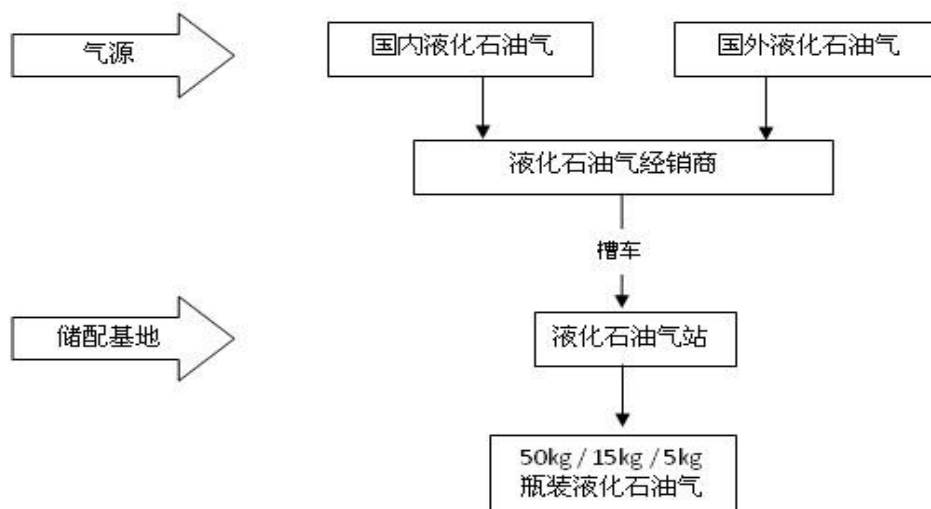 气源
国内液化石油气
国外液化石油气
液化石油气经销商
槽车
储配基地
液化石油气站
50kg / 15kg / 5kg
瓶装液化石油气